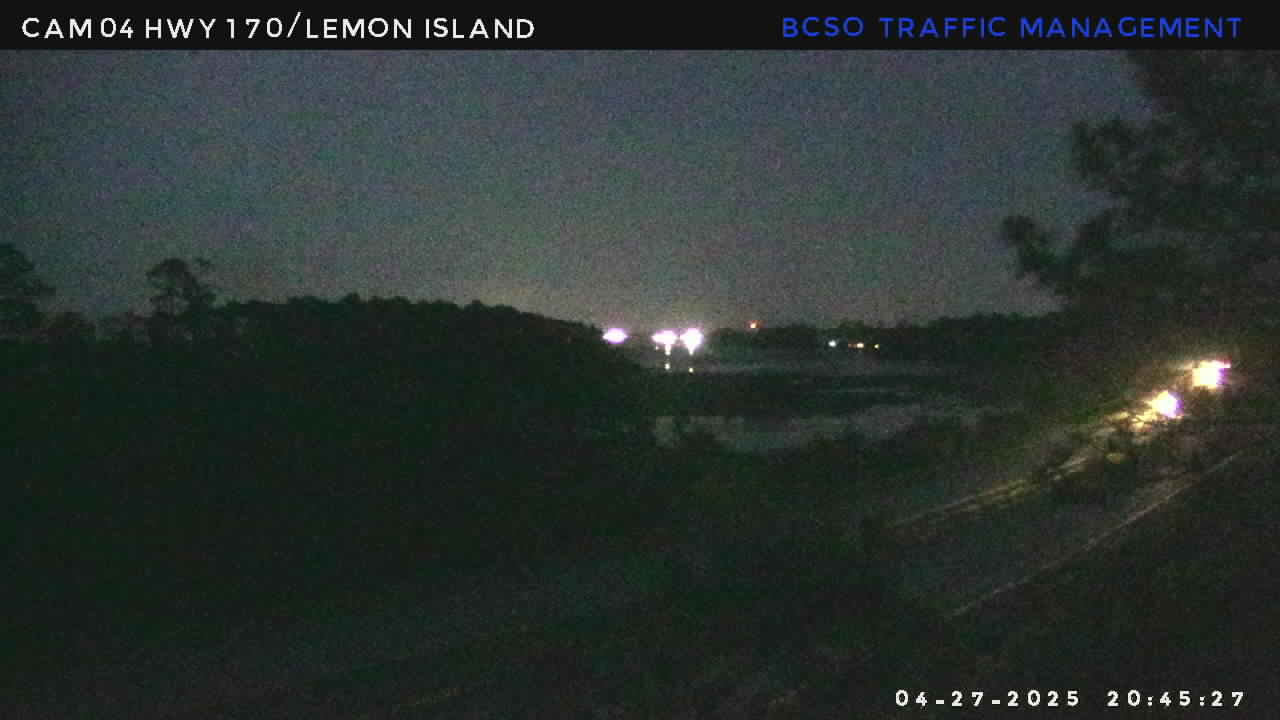 CAM04 HWY 170/LEMON ISLAND
BCSO TRAFFIC MANAGEMENT
04-27-2025 20:45:27